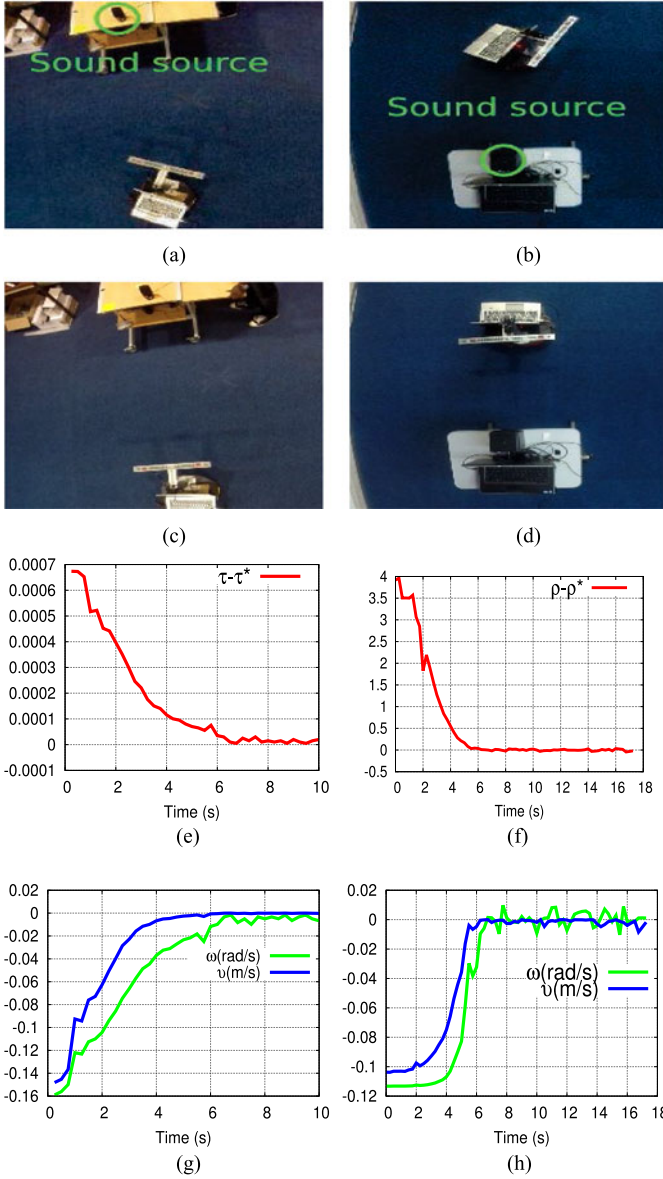 Sound source
Sound source
(a)
(b)
(c)
(d)
0.0007
0.0006
0.0005
0.0004
0.0003
0.0002
0.0001
0
-0.0001
τ-τ*
0 2 4 6 8 10
Time (s)
(e)
4
3.5
3
2.5
2
1.5
1
0.5
0
-0.5
ρ-ρ*
0 2 4 6 8 10 12 14 16 18
Time (s)
(f)
0.02
0
-0.02
-0.04
-0.06
-0.08
-0.1
-0.12
-0.14
-0.16
ω(rad/s)
υ(m/s)
0 2 4 6 8 10
Time (s)
(g)
0.02
0
-0.02
-0.04
-0.06
-0.08
-0.1
-0.12
ω(rad/s)
υ(m/s)
0 2 4 6 8 10 12 14 16 18
Time (s)
(h)